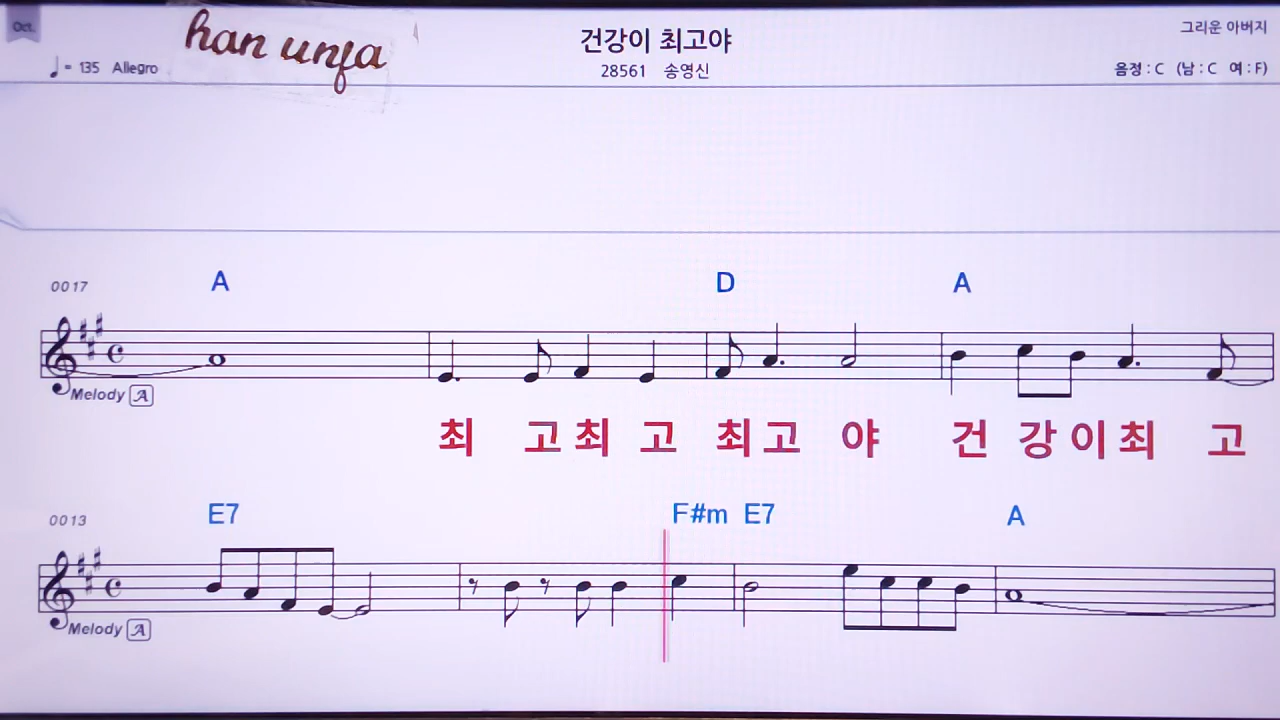 Oct.
han unja
건강이 최고야
그리운 아버지
♩= 135 Allegro
28561 송영신
음정 : C (남 : C 여 : F)
0017 A D A
Melody A
최 고 최 고 최 고 야 건 강 이 최 고
0013 E7 F#m E7 A
Melody A